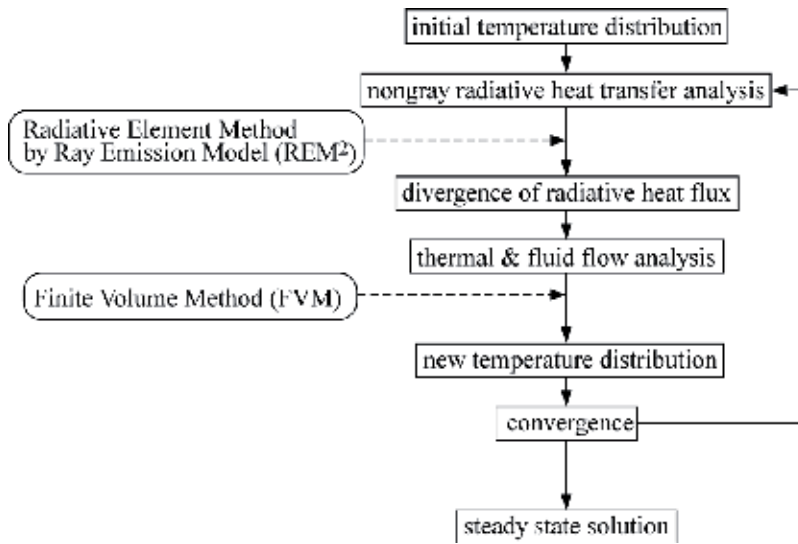 initial temperature distribution
nongray radiative heat transfer analysis
Radiative Element Method
by Ray Emission Model (REM²)
divergence of radiative heat flux
thermal & fluid flow analysis
Finite Volume Method (FVM)
new temperature distribution
convergence
steady state solution